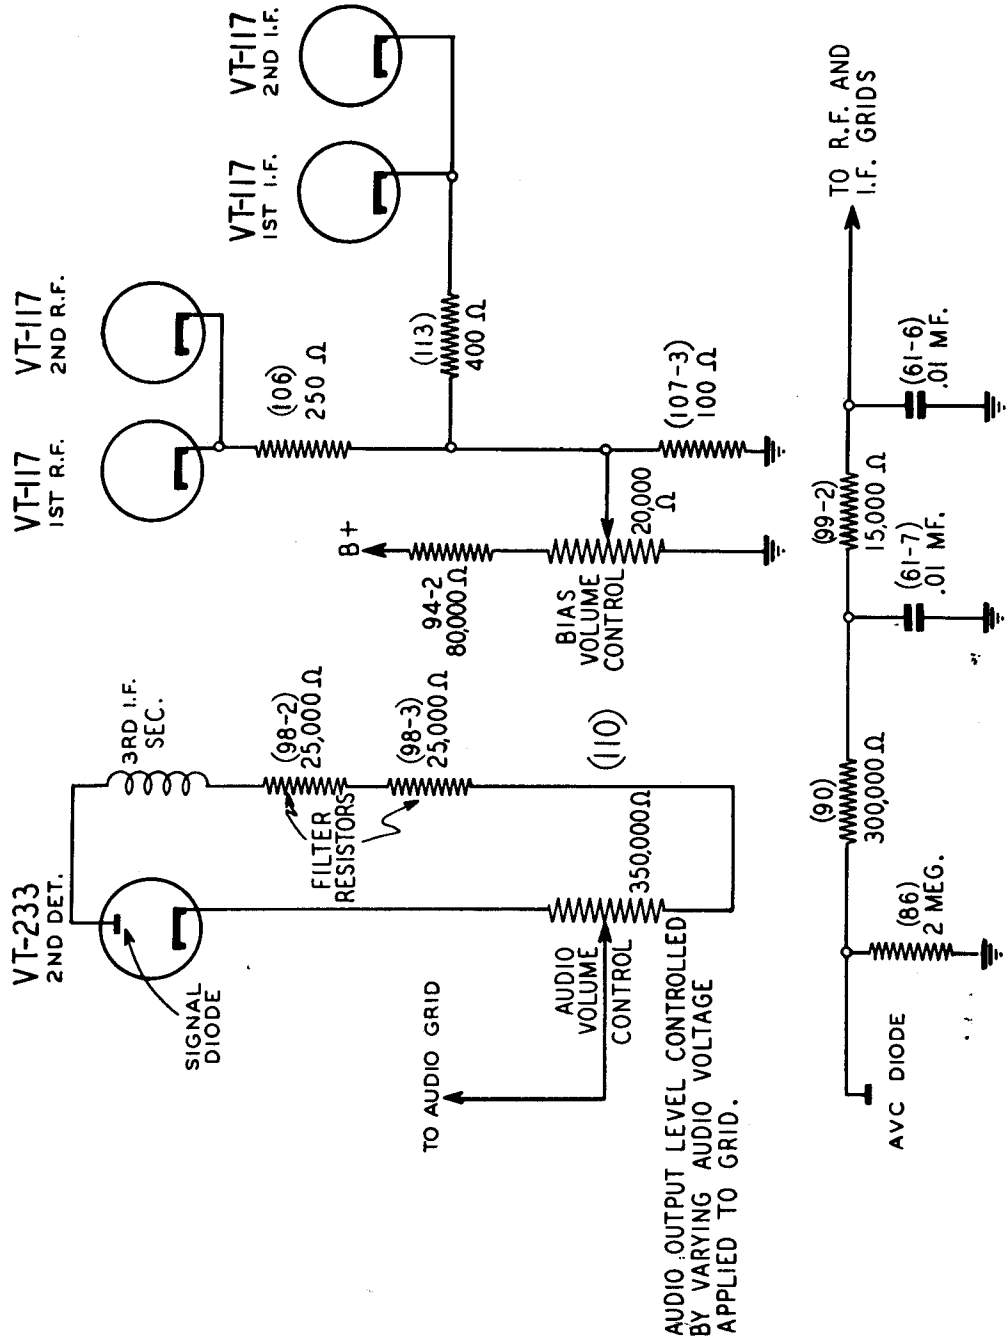 VT-233
2ND DET.
SIGNAL
DIODE
3RD I.F.
SEC.
FILTER
RESISTORS
(98-2)
25,000 Ω
(98-3)
25,000 Ω
TO AUDIO GRID
AUDIO
VOLUME
CONTROL
350,000Ω
(110)
AUDIO OUTPUT LEVEL CONTROLLED
BY VARYING AUDIO VOLTAGE
APPLIED TO GRID.
VT-117
1ST R.F.
VT-117
2ND R.F.
VT-117
1ST I.F.
VT-117
2ND I.F.
(106)
250 Ω
(113)
400 Ω
B+
94-2
80,000Ω
BIAS
VOLUME
CONTROL
20,000
Ω
(107-3)
100 Ω
AVC DIODE
(86)
2 MEG.
(90)
300,000 Ω
(61-7)
.01 MF.
(99-2)
15,000 Ω
(61-6)
.01 MF.
TO R.F. AND
I.F. GRIDS